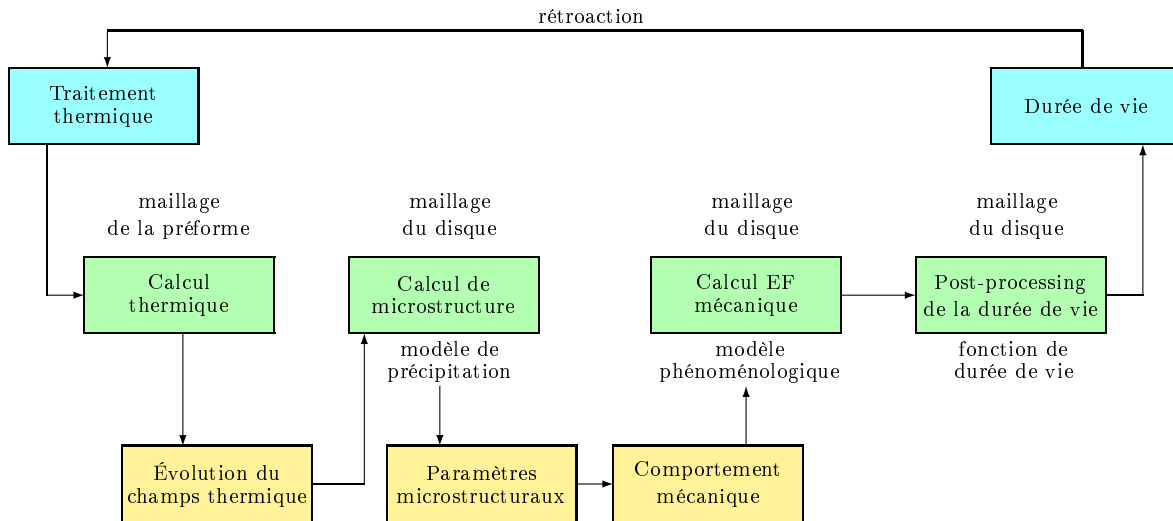 rétroaction
Traitement
thermique
Durée de vie
maillage
de la préforme
maillage
du disque
maillage
du disque
maillage
du disque
Calcul
thermique
Calcul de
microstructure
Calcul EF
mécanique
Post-processing
de la durée de vie
modèle de
précipitation
modèle
phénoménologique
fonction de
durée de vie
Évolution du
champs thermique
Paramètres
microstructuraux
Comportement
mécanique